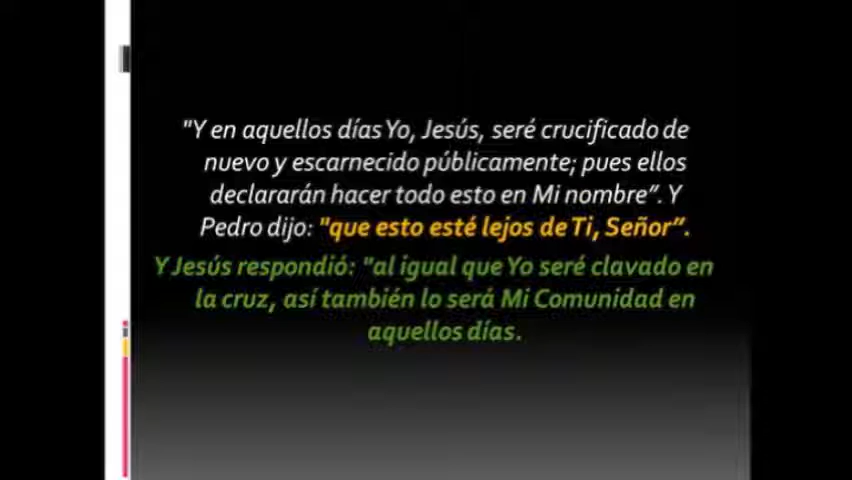 "Y en aquellos días Yo, Jesús, seré crucificado de
nuevo y escarnecido públicamente; pues ellos
declararán hacer todo esto en Mi nombre”. Y
Pedro dijo: "que esto esté lejos de Ti, Señor”.
Y Jesús respondió: "al igual que Yo seré clavado en
la cruz, así también lo será Mi Comunidad en
aquellos días.